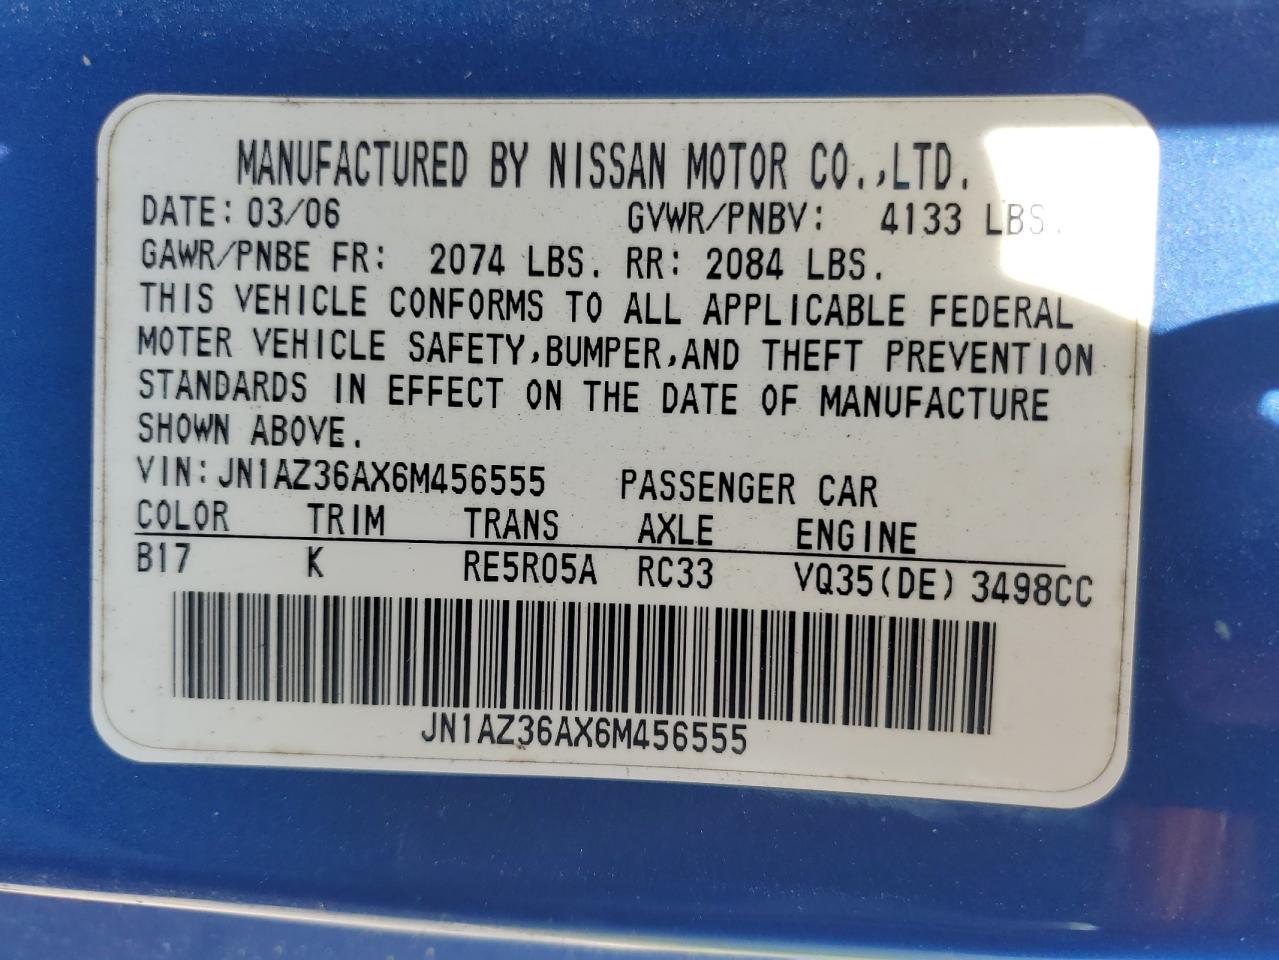 MANUFACTURED BY NISSAN MOTOR CO.,LTD.
DATE: 03/06 GVWR/PNBV: 4133 LBS.
GAWR/PNBE FR: 2074 LBS. RR: 2084 LBS.
THIS VEHICLE CONFORMS TO ALL APPLICABLE FEDERAL
MOTER VEHICLE SAFETY,BUMPER,AND THEFT PREVENTION
STANDARDS IN EFFECT ON THE DATE OF MANUFACTURE
SHOWN ABOVE.
VIN: JN1AZ36AX6M456555 PASSENGER CAR
COLOR TRIM TRANS AXLE ENGINE
B17 K RE5R05A RC33 VQ35(DE) 3498CC
JN1AZ36AX6M456555